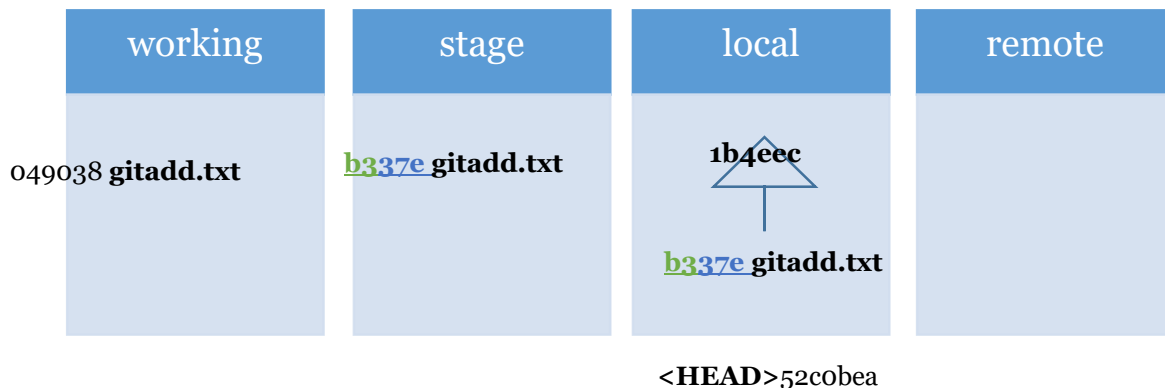 working
stage
local
remote
049038 gitadd.txt
b337e gitadd.txt
1b4eec
b337e gitadd.txt
<HEAD>52c0bea